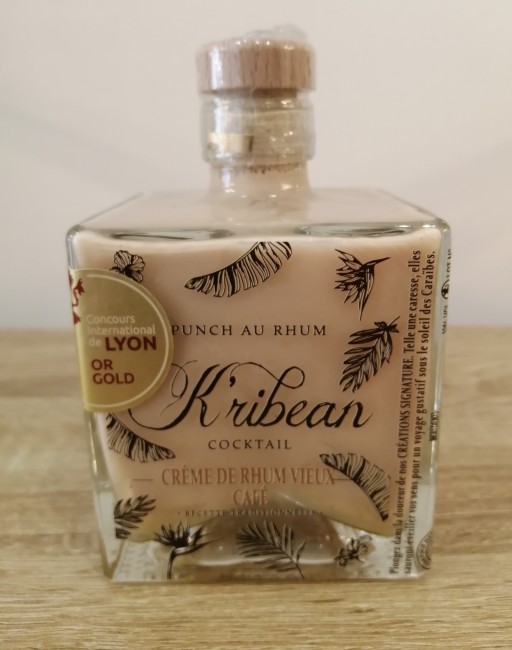 Concours
International
de LYON
OR
GOLD
PUNCH AU RHUM
K'ribean
COCKTAIL
CRÈME DE RHUM VIEUX
CAFÉ
• RECETTE TRADITIONNELLE •
Plongez dans la douceur de nos CRÉATIONS SIGNATURE. Telle une caresse, elles
sauront éveiller vos sens pour un voyage gustatif sous le soleil des Caraïbes.